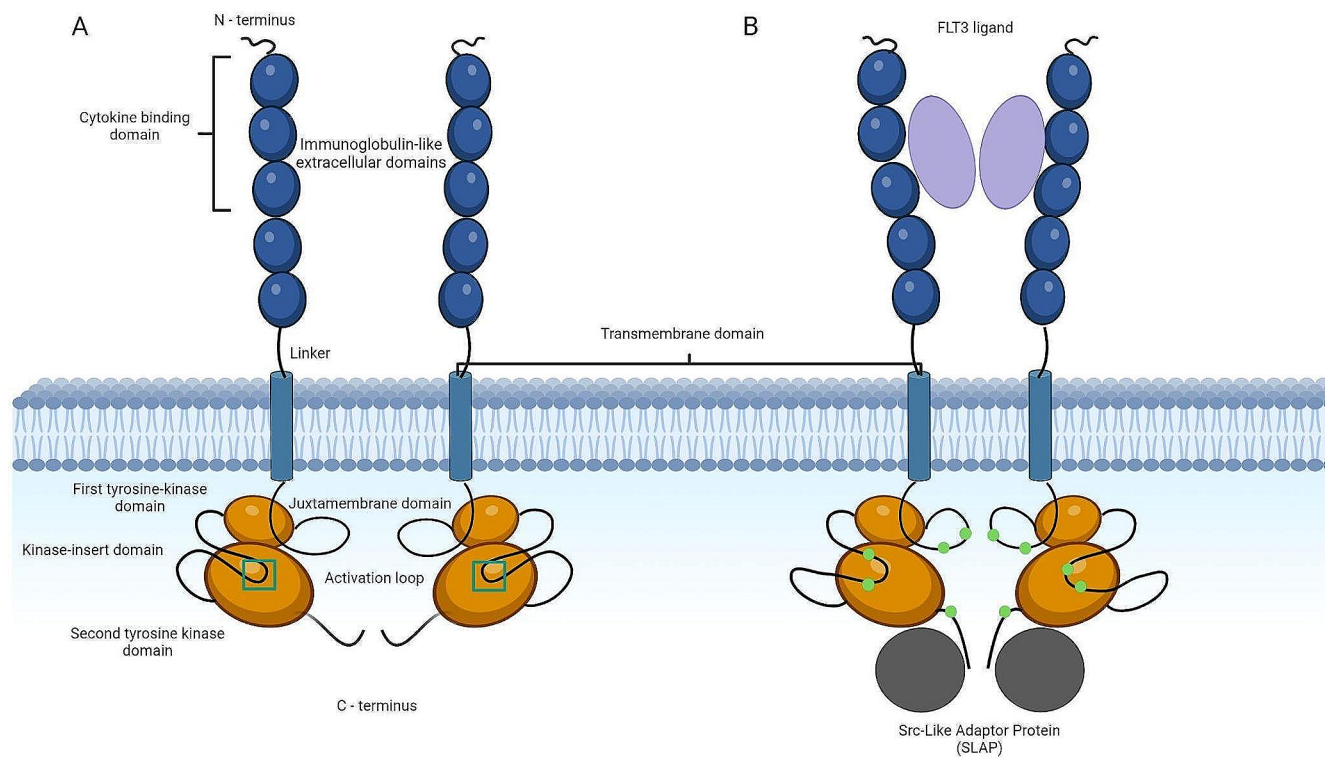 A
N - terminus
B
FLT3 ligand
Cytokine binding
domain
Immunoglobulin-like
extracellular domains
Transmembrane domain
Linker
First tyrosine-kinase
domain
Juxtamembrane domain
Kinase-insert domain
Activation loop
Second tyrosine kinase
domain
C - terminus
Src-Like Adaptor Protein
(SLAP)